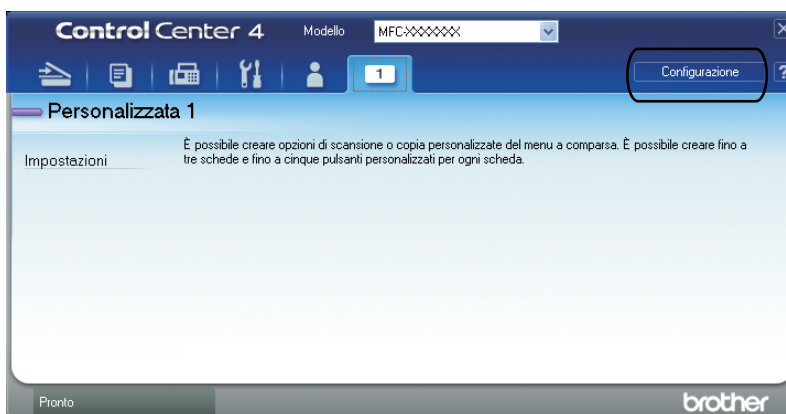 Control Center 4 Modello MFC-XXXXXX
1 Configurazione ?
Personalizzata 1
Impostazioni
È possibile creare opzioni di scansione o copia personalizzate del menu a comparsa. È possibile creare fino a
tre schede e fino a cinque pulsanti personalizzati per ogni scheda.
Pronto brother